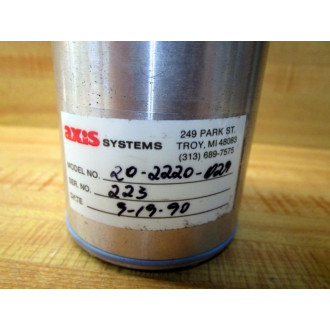 axis SYSTEMS
249 PARK ST.
TROY, MI 48083
(313) 689-7575
MODEL NO. 20-2220-V29
SER. NO. 223
DATE 9-19-90